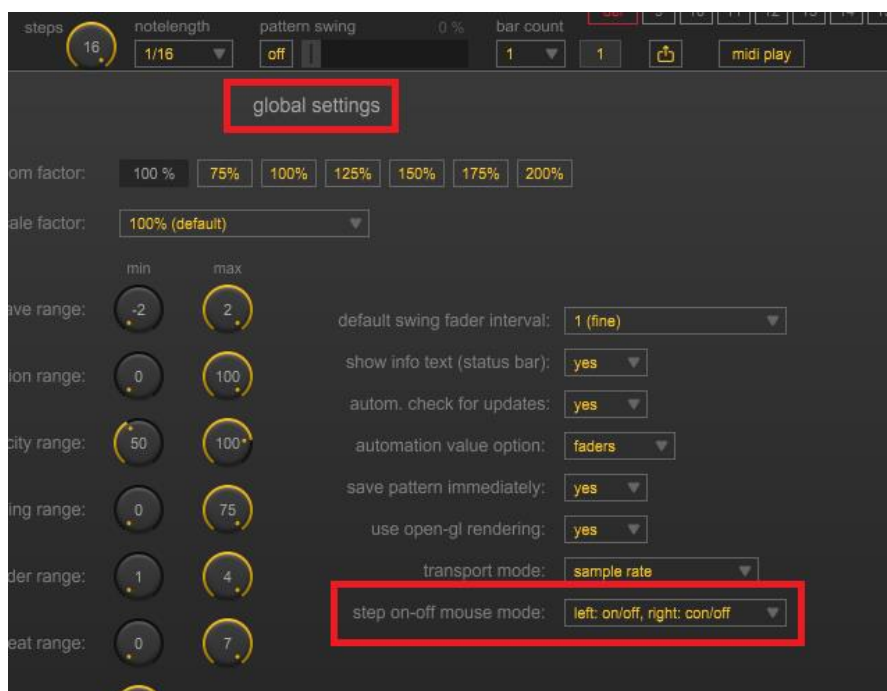 steps 16 notelength pattern swing 0 % bar count
1/16 off 1 1 midi play
9 10 11 12 13 14
global settings
om factor: 100 % 75% 100% 125% 150% 175% 200%
ale factor: 100% (default)
min max
ave range: -2 2
default swing fader interval: 1 (fine)
show info text (status bar): yes
ion range: 0 100
autom. check for updates: yes
city range: 50 100
automation value option: faders
save pattern immediately: yes
ing range: 0 75
use open-gl rendering: yes
der range: 1 4
transport mode: sample rate
step on-off mouse mode: left: on/off, right: con/off
eat range: 0 7